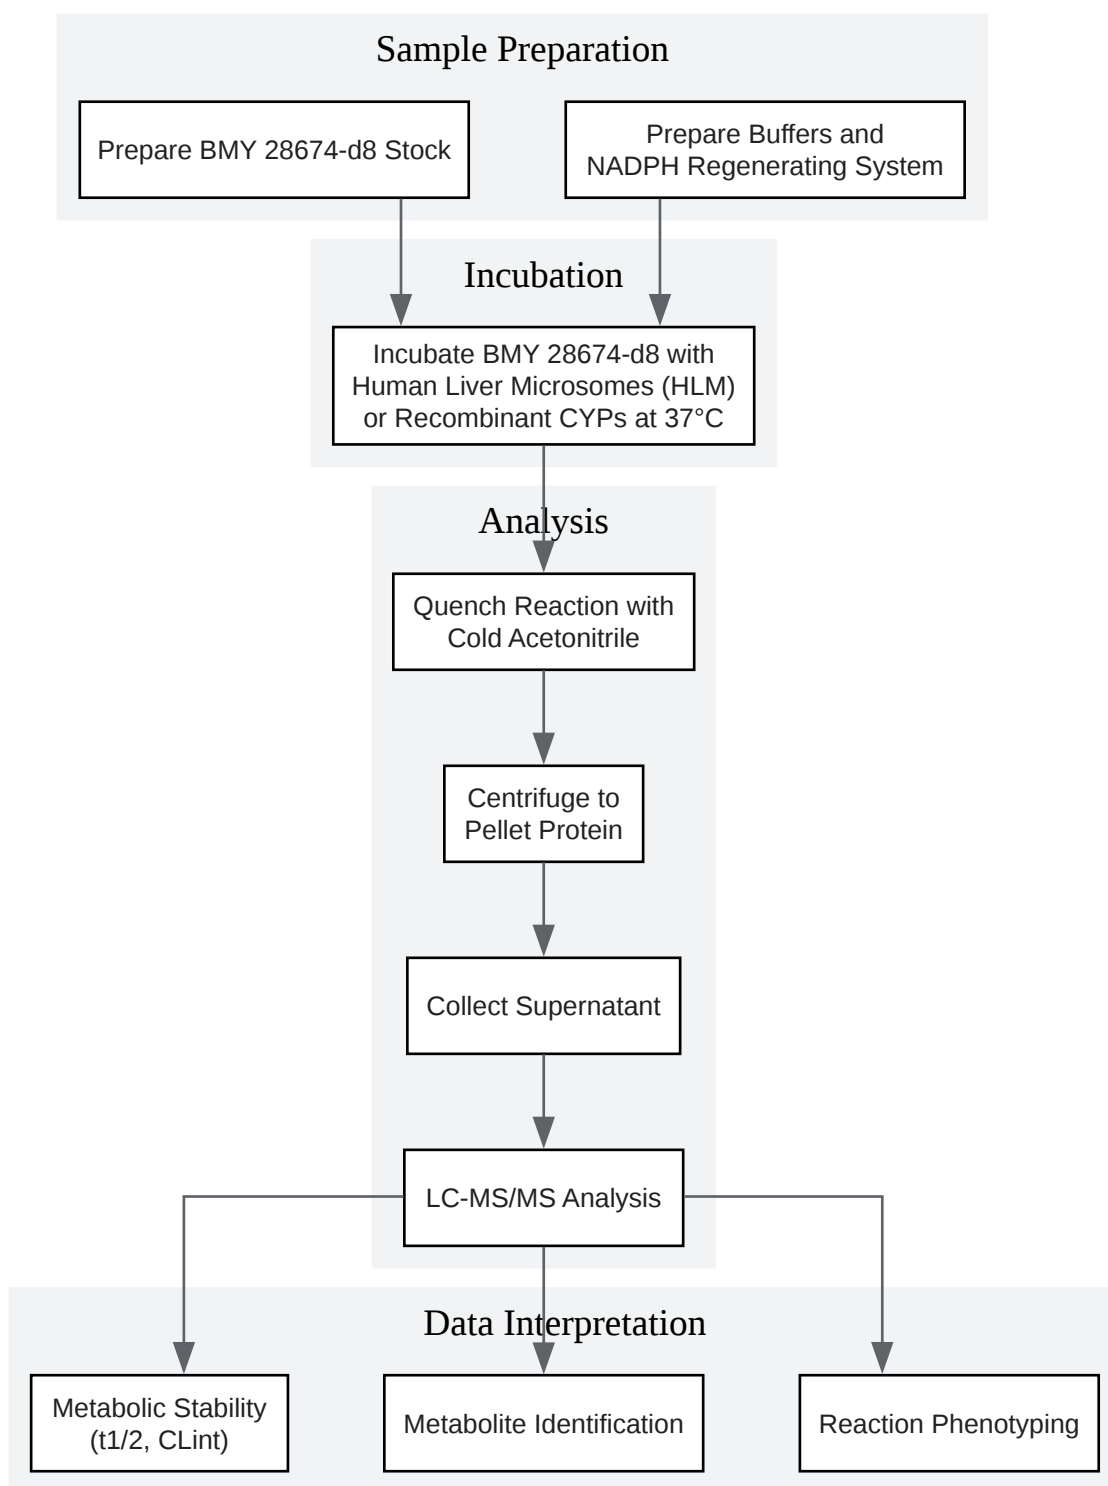 Sample Preparation
Prepare BMY 28674-d8 Stock
Prepare Buffers and
NADPH Regenerating System
Incubation
Incubate BMY 28674-d8 with
Human Liver Microsomes (HLM)
or Recombinant CYPs at 37°C
Analysis
Quench Reaction with
Cold Acetonitrile
Centrifuge to
Pellet Protein
Collect Supernatant
LC-MS/MS Analysis
Data Interpretation
Metabolic Stability
(t1/2, CLint)
Metabolite Identification
Reaction Phenotyping